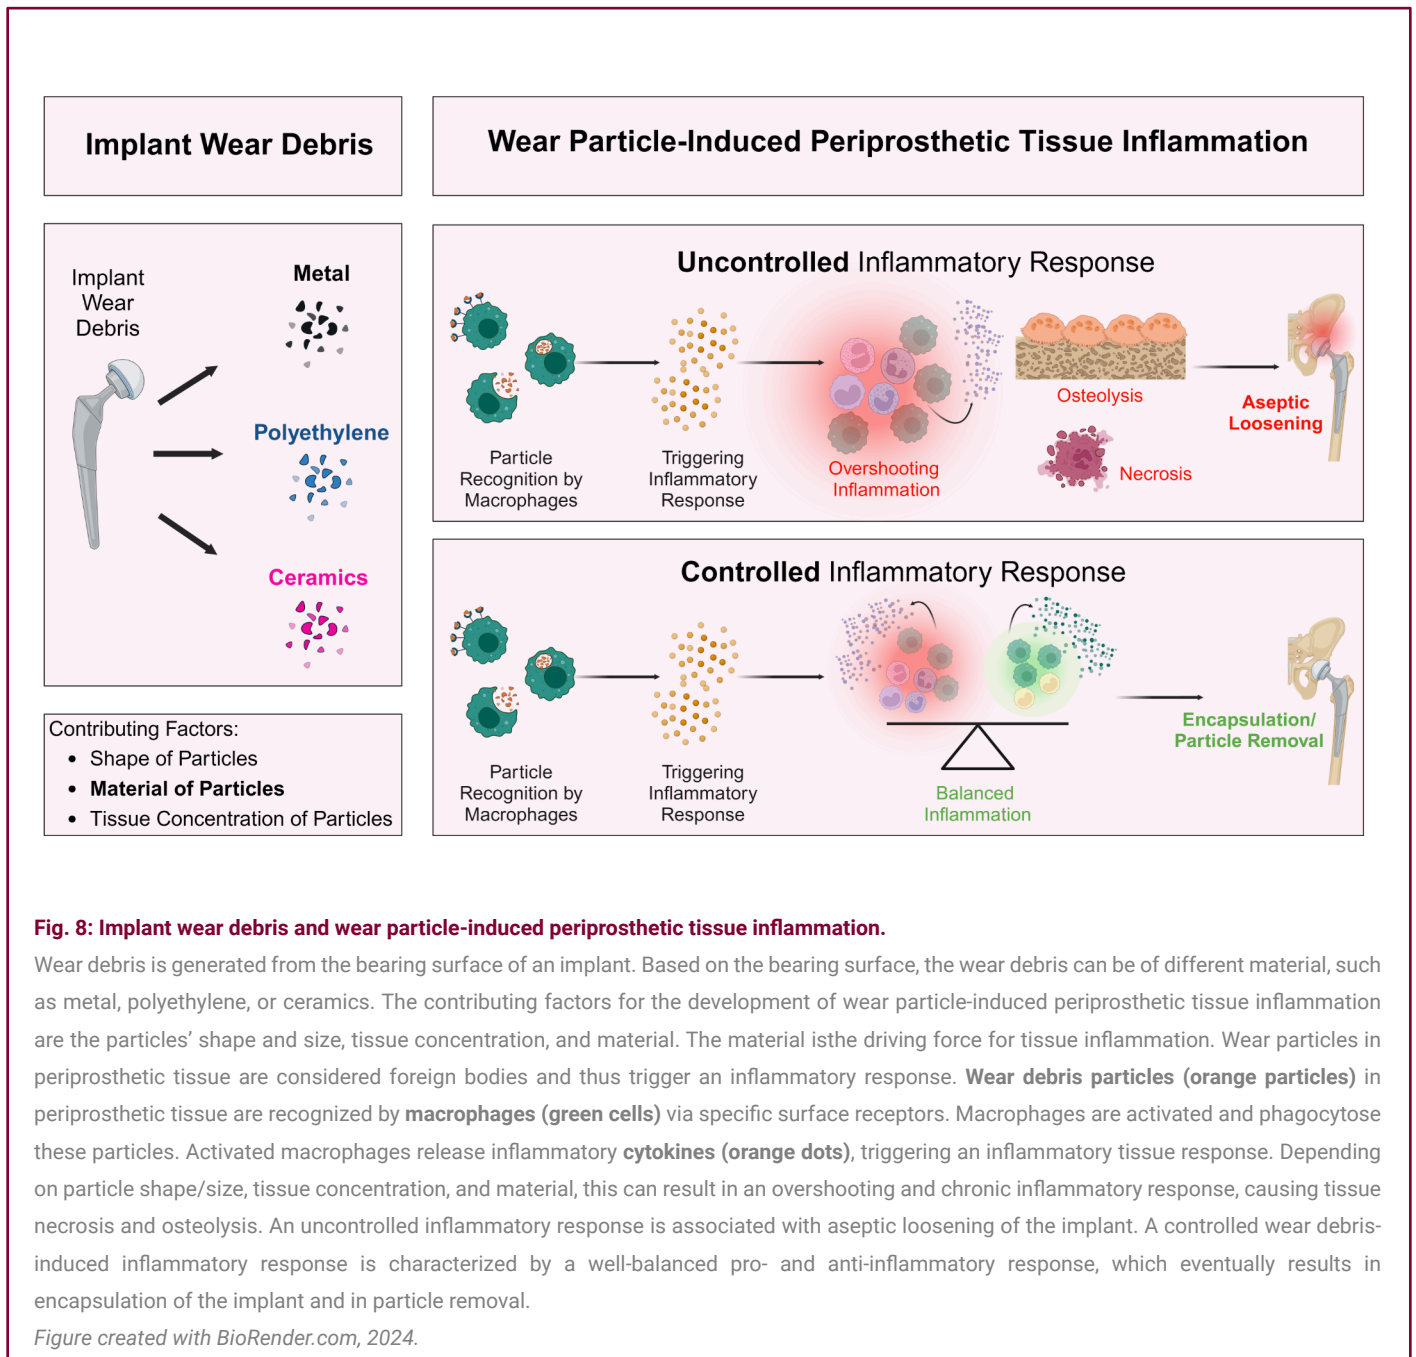 Implant Wear Debris
Wear Particle-Induced Periprosthetic Tissue Inflammation
Implant
Wear
Debris
Metal
Polyethylene
Ceramics
Contributing Factors:
• Shape of Particles
• Material of Particles
• Tissue Concentration of Particles
Uncontrolled Inflammatory Response
Particle
Recognition by
Macrophages
Triggering
Inflammatory
Response
Overshooting
Inflammation
Osteolysis
Necrosis
Aseptic
Loosening
Controlled Inflammatory Response
Particle
Recognition by
Macrophages
Triggering
Inflammatory
Response
Balanced
Inflammation
Encapsulation/
Particle Removal
Fig. 8: Implant wear debris and wear particle-induced periprosthetic tissue inflammation.
Wear debris is generated from the bearing surface of an implant. Based on the bearing surface, the wear debris can be of different material, such
as metal, polyethylene, or ceramics. The contributing factors for the development of wear particle-induced periprosthetic tissue inflammation
are the particles’ shape and size, tissue concentration, and material. The material isthe driving force for tissue inflammation. Wear particles in
periprosthetic tissue are considered foreign bodies and thus trigger an inflammatory response. Wear debris particles (orange particles) in
periprosthetic tissue are recognized by macrophages (green cells) via specific surface receptors. Macrophages are activated and phagocytose
these particles. Activated macrophages release inflammatory cytokines (orange dots), triggering an inflammatory tissue response. Depending
on particle shape/size, tissue concentration, and material, this can result in an overshooting and chronic inflammatory response, causing tissue
necrosis and osteolysis. An uncontrolled inflammatory response is associated with aseptic loosening of the implant. A controlled wear debris-
induced inflammatory response is characterized by a well-balanced pro- and anti-inflammatory response, which eventually results in
encapsulation of the implant and in particle removal.
Figure created with BioRender.com, 2024.